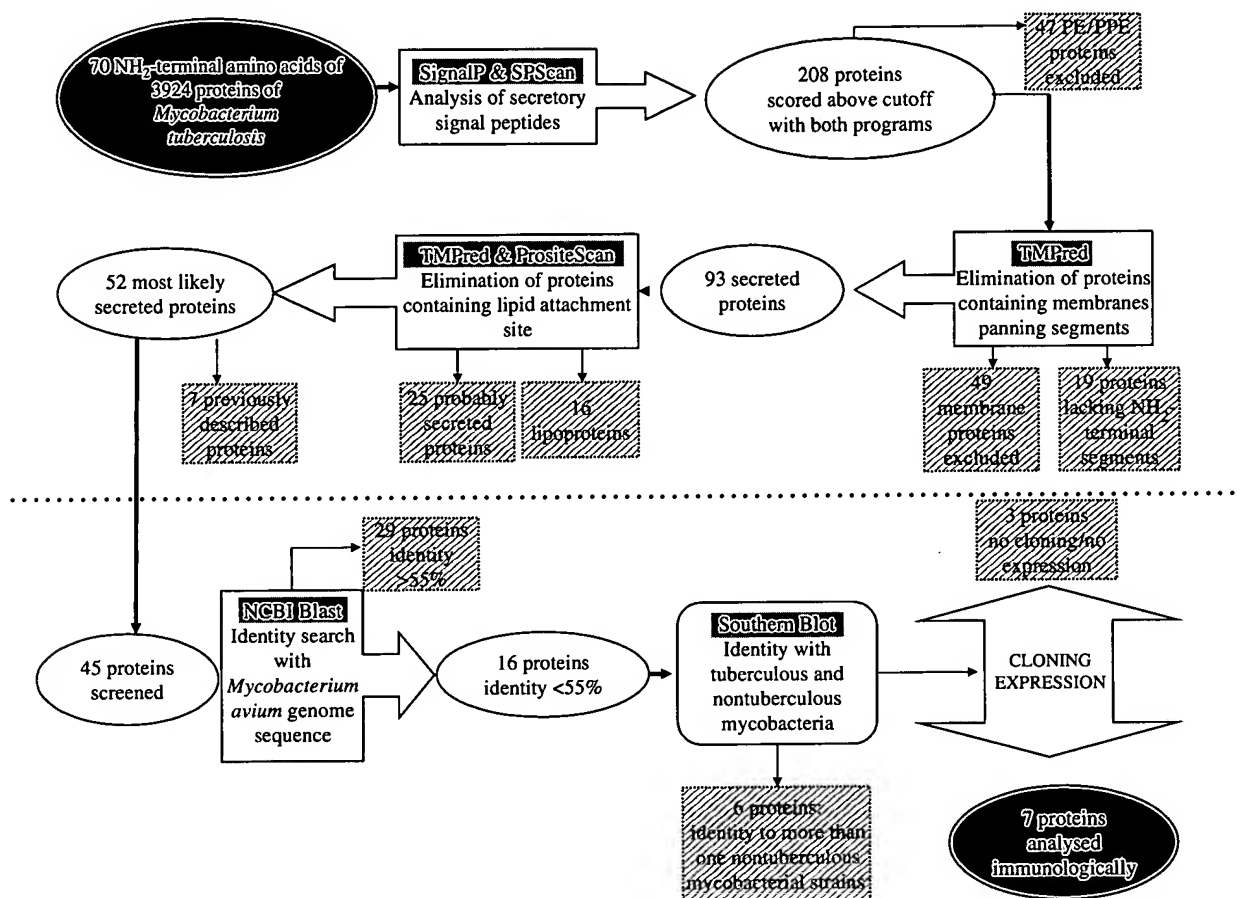 70 NH2-terminal amino acids of
3924 proteins of
Mycobacterium
tuberculosis
SignalP & SPScan
Analysis of secretory
signal peptides
208 proteins
scored above cutoff
with both programs
47 PE/PPE
proteins
excluded
52 most likely
secreted proteins
TMPred & PrositeScan
Elimination of proteins
containing lipid attachment
site
93 secreted
proteins
TMPred
Elimination of proteins
containing membranes
panning segments
7 previously
described
proteins
25 probably
secreted
proteins
16
lipoproteins
49
membrane
proteins
excluded
19 proteins
lacking NH2-
terminal
segments
29 proteins
identity
>55%
3 proteins
no cloning/no
expression
45 proteins
screened
NCBI Blast
Identity search
with
Mycobacterium
avium genome
sequence
16 proteins
identity <55%
Southern Blot
Identity with
tuberculous and
nontuberculous
mycobacteria
CLONING
EXPRESSION
6 proteins:
identity to more than
one nontuberculous
mycobacterial strains
7 proteins
analysed
immunologically